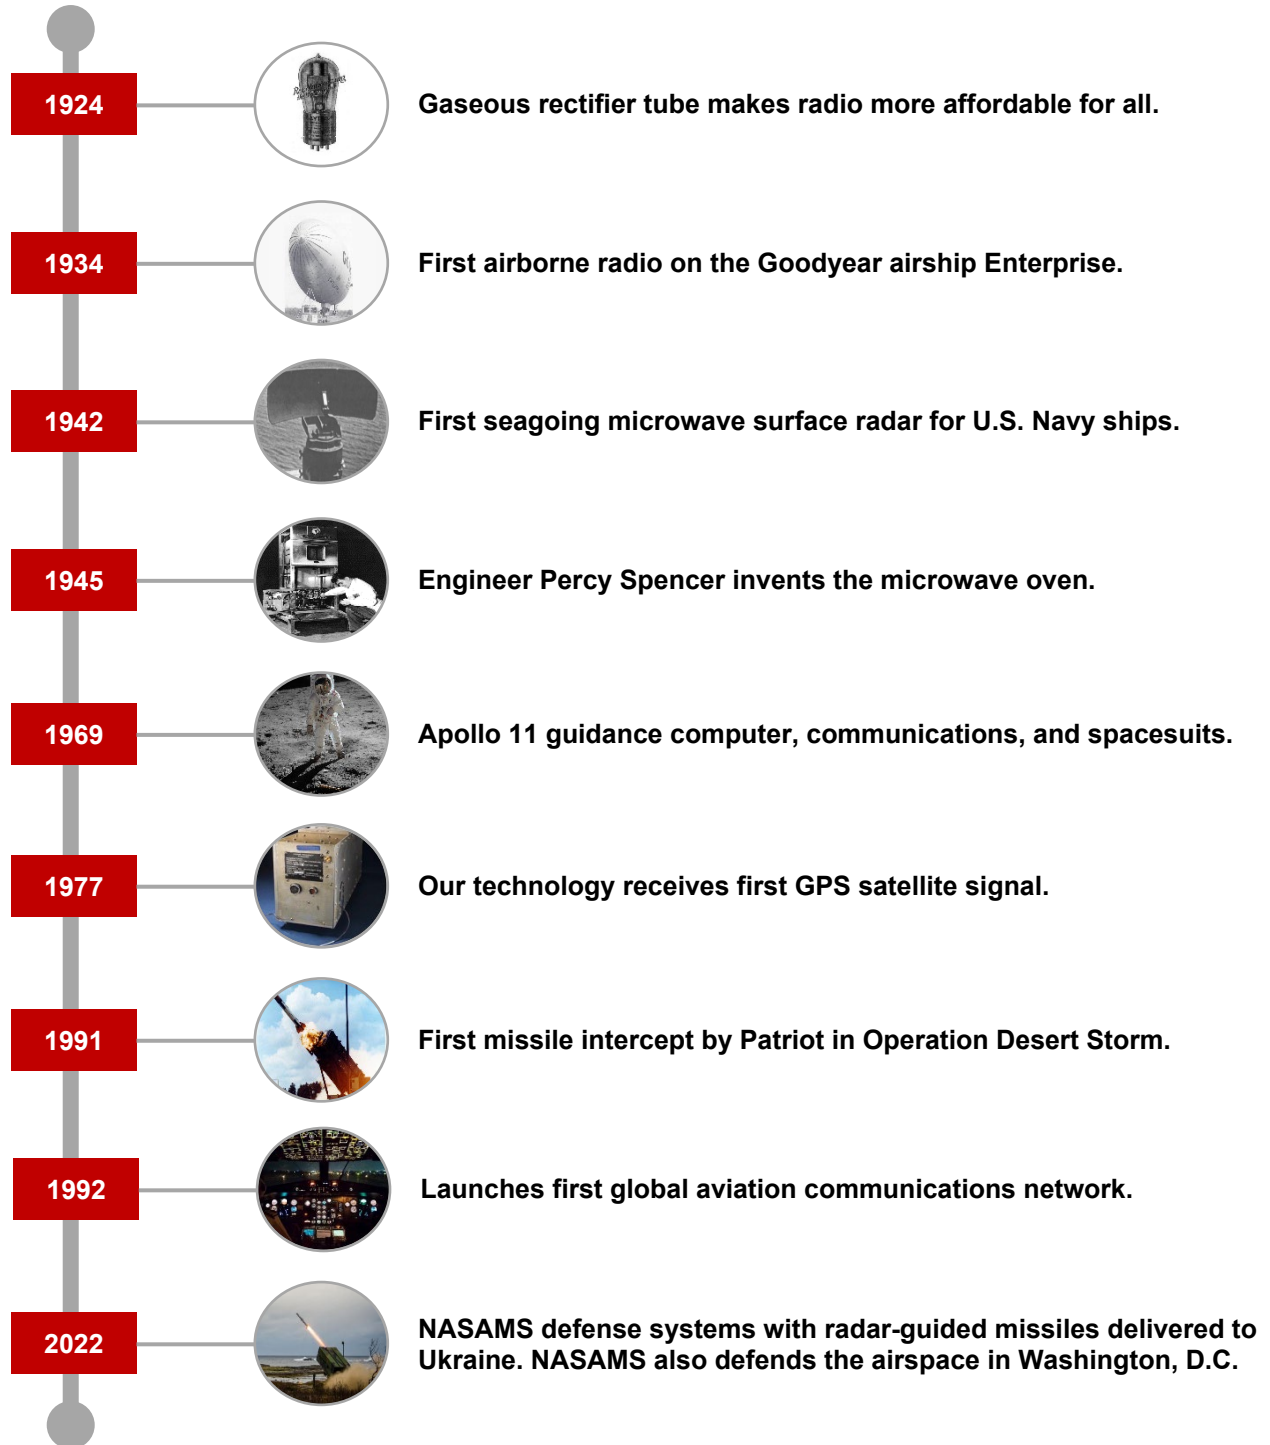 1924
Gaseous rectifier tube makes radio more affordable for all.
1934
First airborne radio on the Goodyear airship Enterprise.
1942
First seagoing microwave surface radar for U.S. Navy ships.
1945
Engineer Percy Spencer invents the microwave oven.
1969
Apollo 11 guidance computer, communications, and spacesuits.
1977
Our technology receives first GPS satellite signal.
1991
First missile intercept by Patriot in Operation Desert Storm.
1992
Launches first global aviation communications network.
2022
NASAMS defense systems with radar-guided missiles delivered to
Ukraine. NASAMS also defends the airspace in Washington, D.C.